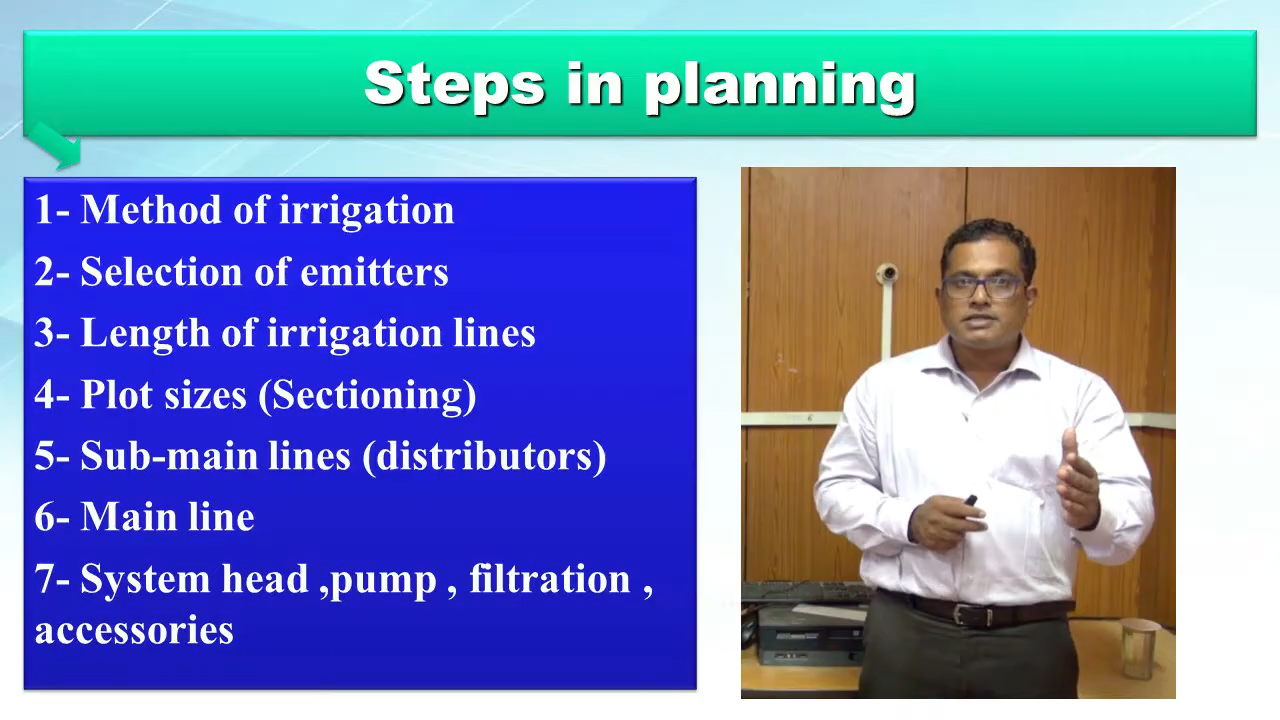 Steps in planning
1- Method of irrigation
2- Selection of emitters
3- Length of irrigation lines
4- Plot sizes (Sectioning)
5- Sub-main lines (distributors)
6- Main line
7- System head ,pump , filtration ,
accessories